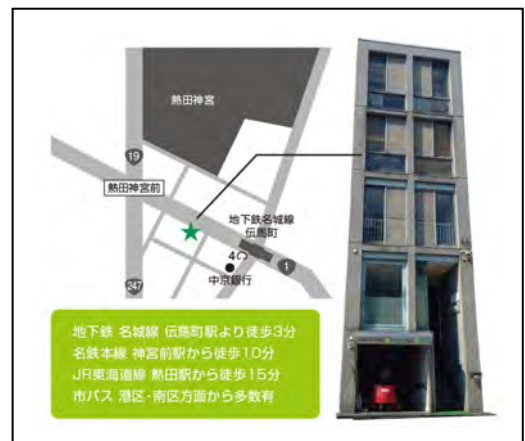 熱田神宮
19
熱田神宮前
地下鉄名城線
伝馬町
4
中京銀行
1
247
地下鉄 名城線 伝馬町駅より徒歩3分
名鉄本線 神宮前駅から徒歩10分
JR東海道線 熱田駅から徒歩15分
市バス 港区・南区方面から多数有